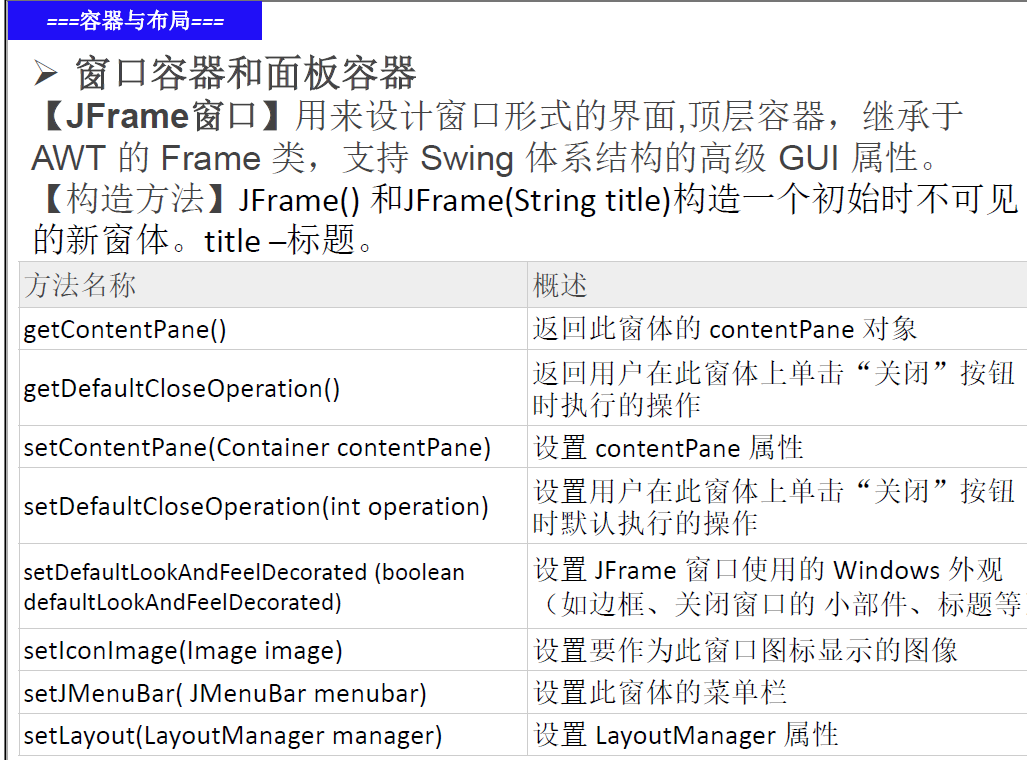 ===容器与布局===
➢ 窗口容器和面板容器
【JFrame窗口】用来设计窗口形式的界面,顶层容器，继承于
AWT 的 Frame 类，支持 Swing 体系结构的高级 GUI 属性。
【构造方法】JFrame() 和JFrame(String title)构造一个初始时不可见
的新窗体。title –标题。
方法名称 概述
getContentPane() 返回此窗体的 contentPane 对象
getDefaultCloseOperation() 返回用户在此窗体上单击“关闭”按钮
时执行的操作
setContentPane(Container contentPane) 设置 contentPane 属性
setDefaultCloseOperation(int operation) 设置用户在此窗体上单击“关闭”按钮
时默认执行的操作
setDefaultLookAndFeelDecorated (boolean
defaultLookAndFeelDecorated)
设置 JFrame 窗口使用的 Windows 外观
（如边框、关闭窗口的 小部件、标题等
setIconImage(Image image) 设置要作为此窗口图标显示的图像
setJMenuBar( JMenuBar menubar) 设置此窗体的菜单栏
setLayout(LayoutManager manager) 设置 LayoutManager 属性